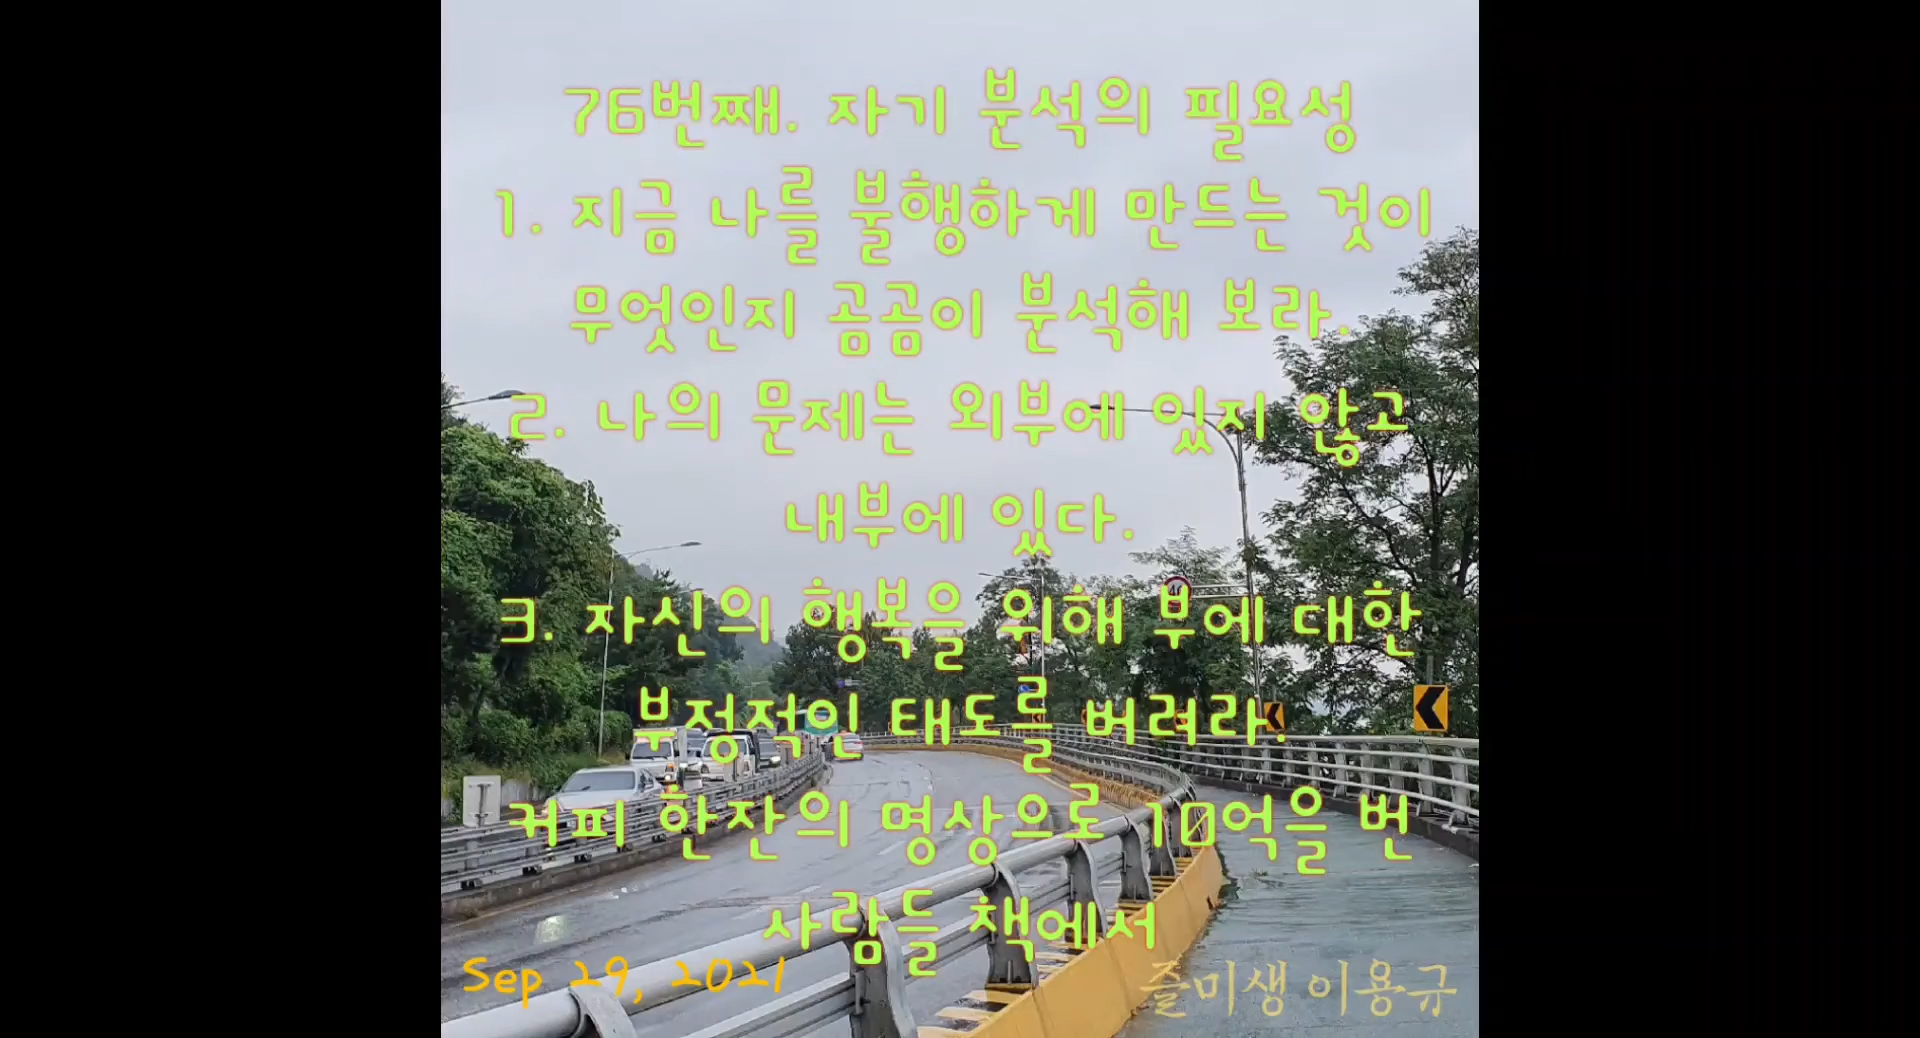 76번째. 자기 분석의 필요성
1. 지금 나를 불행하게 만드는 것이
무엇인지 곰곰이 분석해 보라.
2. 나의 문제는 외부에 있지 않고
내부에 있다.
3. 자신의 행복을 위해 부에 대한
부정적인 태도를 버려라.
커피 한잔의 명상으로 10억을 번
사람들 책에서
Sep 29, 2021
즐미생 이용규